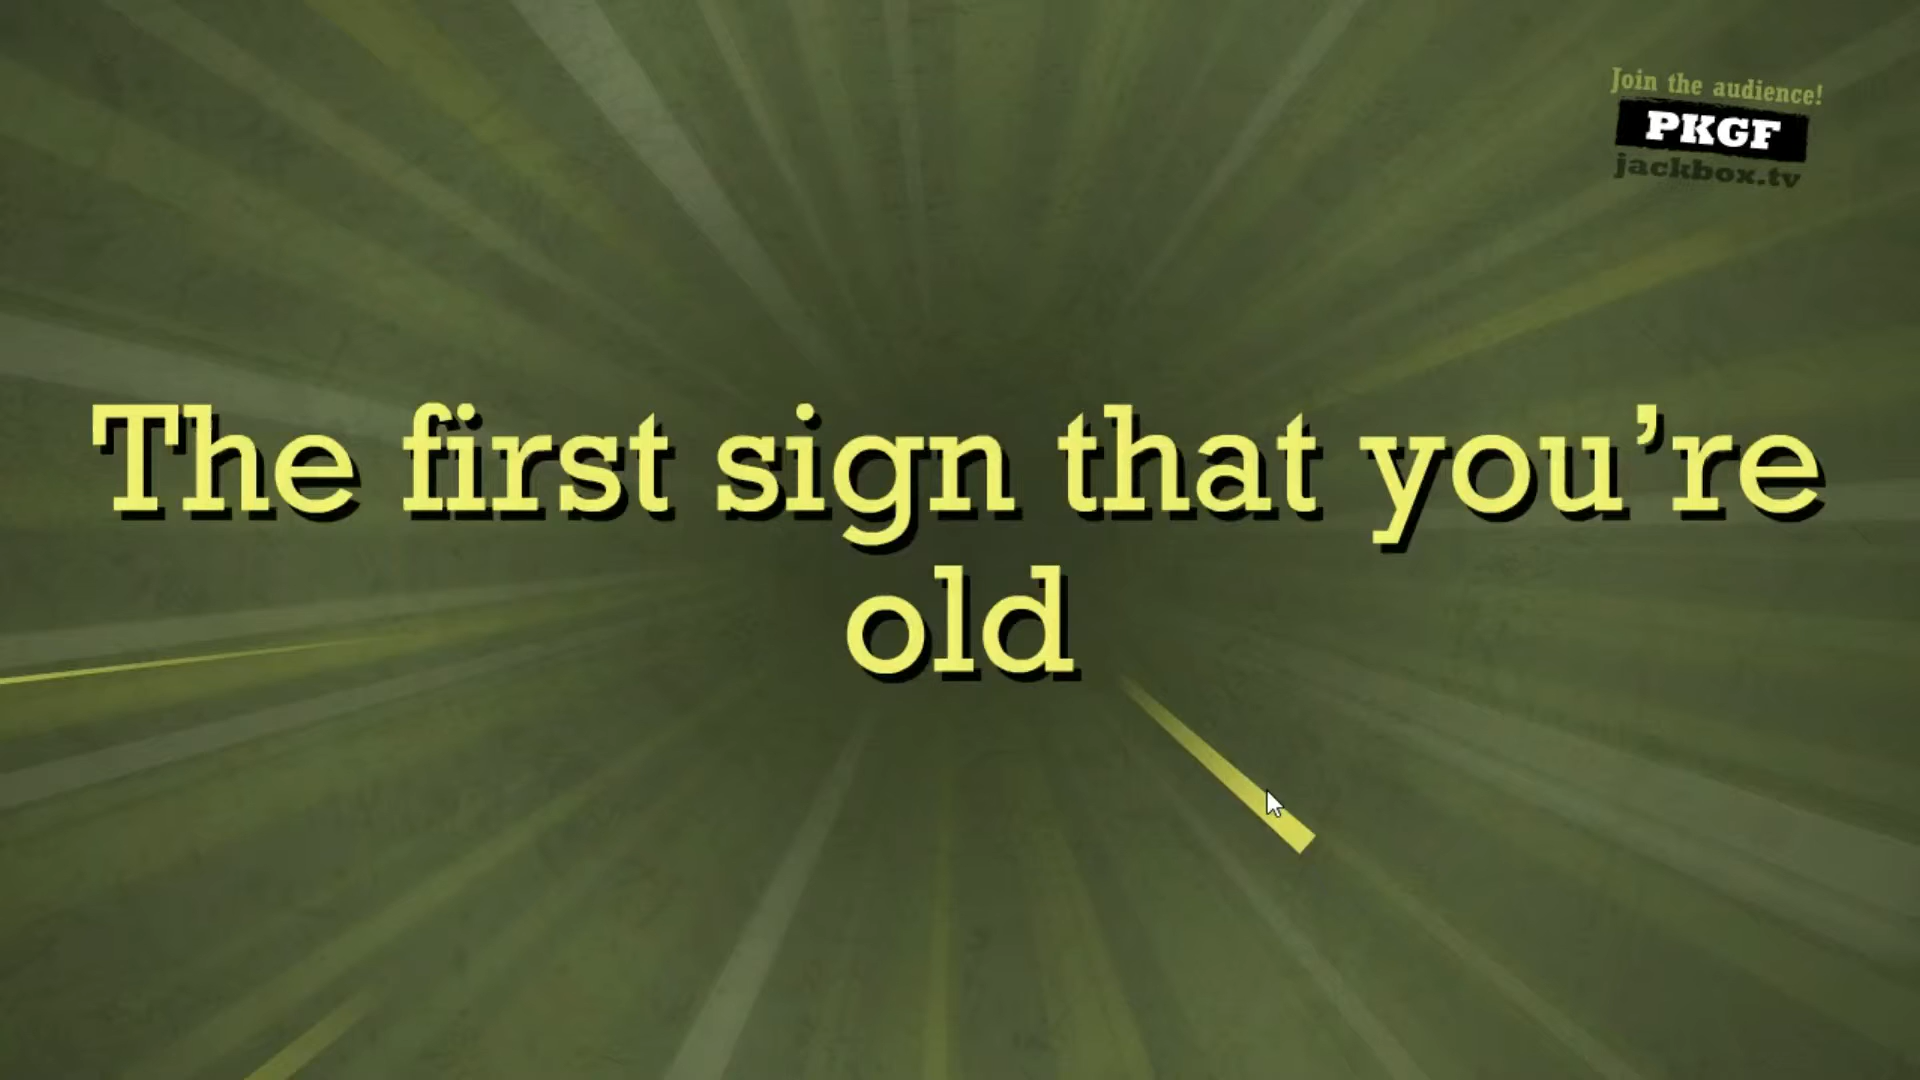 Join the audience!
PKGF
jackbox.tv
The first sign that you’re
old